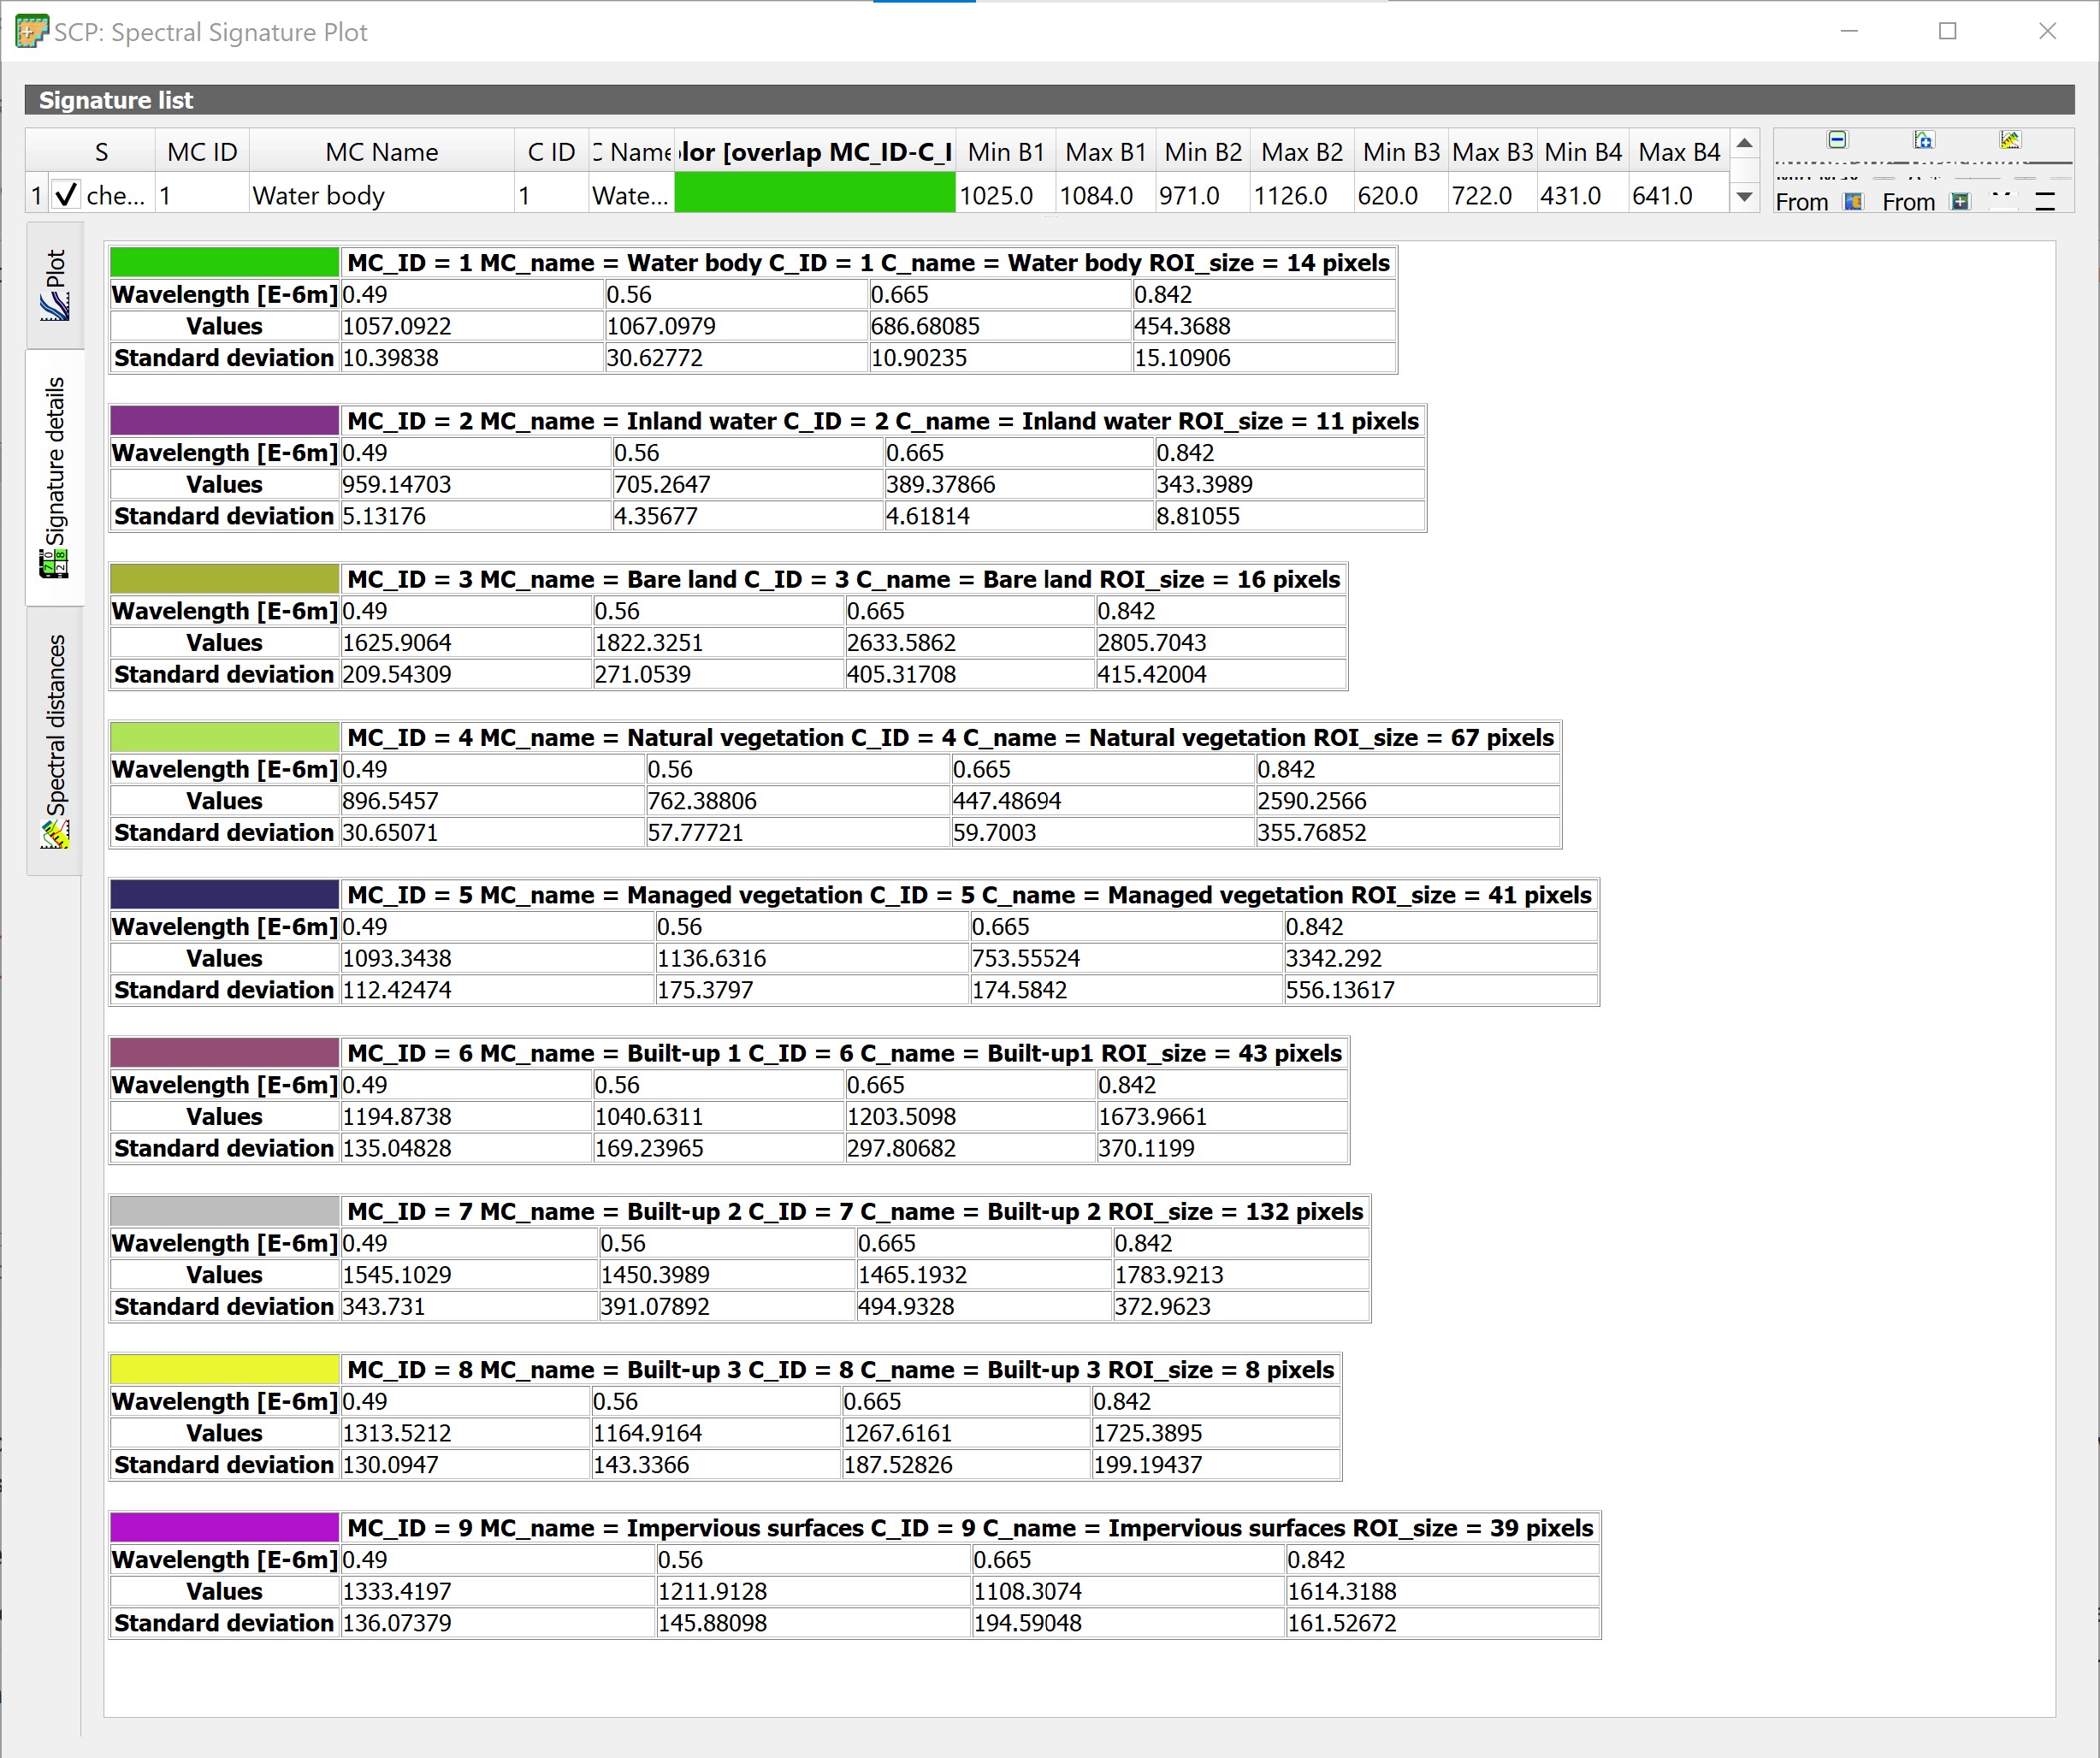 SCP: Spectral Signature Plot
Signature list
S MC ID MC Name C ID C Name lor [overlap MC_ID-C_I Min B1 Max B1 Min B2 Max B2 Min B3 Max B3 Min B4 Max B4
1 che... 1 Water body 1 Wate... 1025.0 1084.0 971.0 1126.0 620.0 722.0 431.0 641.0
From From
Plot
Signature details
Spectral distances
MC_ID = 1 MC_name = Water body C_ID = 1 C_name = Water body ROI_size = 14 pixels
Wavelength [E-6m] 0.49 0.56 0.665 0.842
Values 1057.0922 1067.0979 686.68085 454.3688
Standard deviation 10.39838 30.62772 10.90235 15.10906
MC_ID = 2 MC_name = Inland water C_ID = 2 C_name = Inland water ROI_size = 11 pixels
Wavelength [E-6m] 0.49 0.56 0.665 0.842
Values 959.14703 705.2647 389.37866 343.3989
Standard deviation 5.13176 4.35677 4.61814 8.81055
MC_ID = 3 MC_name = Bare land C_ID = 3 C_name = Bare land ROI_size = 16 pixels
Wavelength [E-6m] 0.49 0.56 0.665 0.842
Values 1625.9064 1822.3251 2633.5862 2805.7043
Standard deviation 209.54309 271.0539 405.31708 415.42004
MC_ID = 4 MC_name = Natural vegetation C_ID = 4 C_name = Natural vegetation ROI_size = 67 pixels
Wavelength [E-6m] 0.49 0.56 0.665 0.842
Values 896.5457 762.38806 447.48694 2590.2566
Standard deviation 30.65071 57.77721 59.7003 355.76852
MC_ID = 5 MC_name = Managed vegetation C_ID = 5 C_name = Managed vegetation ROI_size = 41 pixels
Wavelength [E-6m] 0.49 0.56 0.665 0.842
Values 1093.3438 1136.6316 753.55524 3342.292
Standard deviation 112.42474 175.3797 174.5842 556.13617
MC_ID = 6 MC_name = Built-up 1 C_ID = 6 C_name = Built-up1 ROI_size = 43 pixels
Wavelength [E-6m] 0.49 0.56 0.665 0.842
Values 1194.8738 1040.6311 1203.5098 1673.9661
Standard deviation 135.04828 169.23965 297.80682 370.1199
MC_ID = 7 MC_name = Built-up 2 C_ID = 7 C_name = Built-up 2 ROI_size = 132 pixels
Wavelength [E-6m] 0.49 0.56 0.665 0.842
Values 1545.1029 1450.3989 1465.1932 1783.9213
Standard deviation 343.731 391.07892 494.9328 372.9623
MC_ID = 8 MC_name = Built-up 3 C_ID = 8 C_name = Built-up 3 ROI_size = 8 pixels
Wavelength [E-6m] 0.49 0.56 0.665 0.842
Values 1313.5212 1164.9164 1267.6161 1725.3895
Standard deviation 130.0947 143.3366 187.52826 199.19437
MC_ID = 9 MC_name = Impervious surfaces C_ID = 9 C_name = Impervious surfaces ROI_size = 39 pixels
Wavelength [E-6m] 0.49 0.56 0.665 0.842
Values 1333.4197 1211.9128 1108.3074 1614.3188
Standard deviation 136.07379 145.88098 194.59048 161.52672